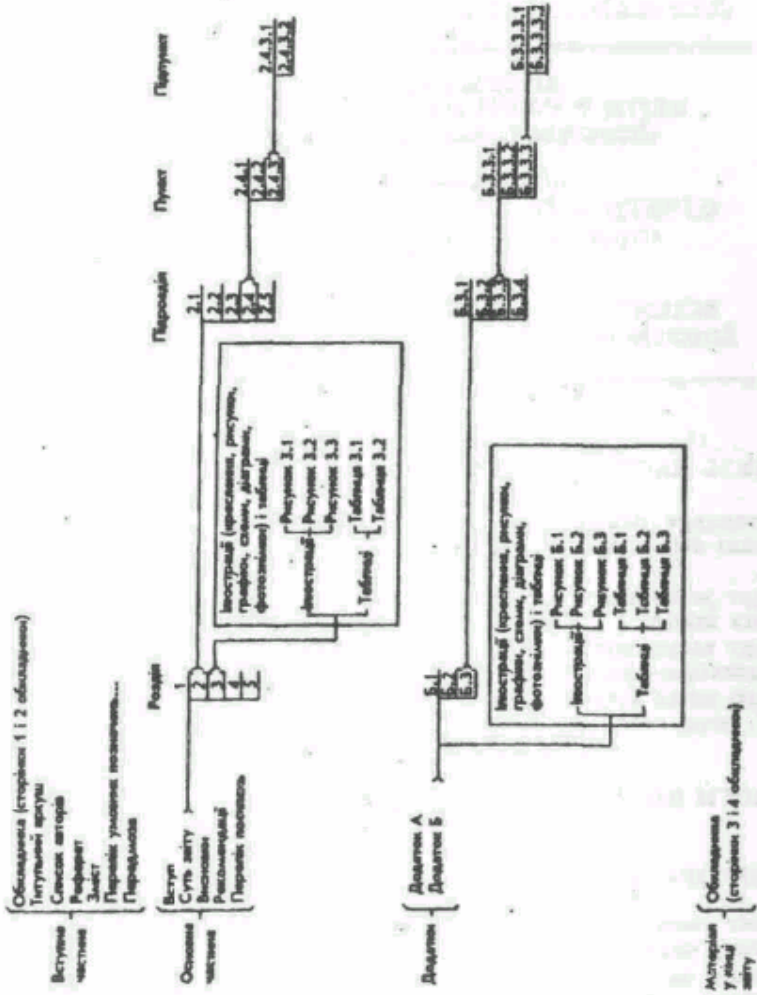 Вступна
частина
Обкладинка (сторінки 1 і 2 обкладинки)
Титульний аркуш
Список авторів
Реферат
Зміст
Перелік умовних позначень...
Передмова
Основна
частина
Вступ
Суть звіту
Висновки
Рекомендації
Перелік посилань
Розділ
1
2
3
4
5
Підрозділ
2.1
2.2
2.3
2.4
2.5
Пункт
2.4.1
2.4.2
2.4.3
Підпункт
2.4.3.1
2.4.3.2
Ілюстрації (креслення, рисунки,
графіки, схеми, діаграми,
фотознімки) і таблиці
Ілюстрації
Рисунок 3.1
Рисунок 3.2
Рисунок 3.3
Таблиці
Таблиця 3.1
Таблиця 3.2
Додатки
Додаток А
Додаток Б
Б.1
Б.2
Б.3
Б.3.1
Б.3.2
Б.3.3
Б.3.4
Б.3.3.1
Б.3.3.2
Б.3.3.3
Б.3.3.3.1
Б.3.3.3.2
Ілюстрації (креслення, рисунки,
графіки, схеми, діаграми,
фотознімки) і таблиці
Ілюстрації
Рисунок Б.1
Рисунок Б.2
Рисунок Б.3
Таблиці
Таблиця Б.1
Таблиця Б.2
Таблиця Б.3
Матеріал
у кінці
звіту
Обкладинка
(сторінки 3 і 4 обкладинки)